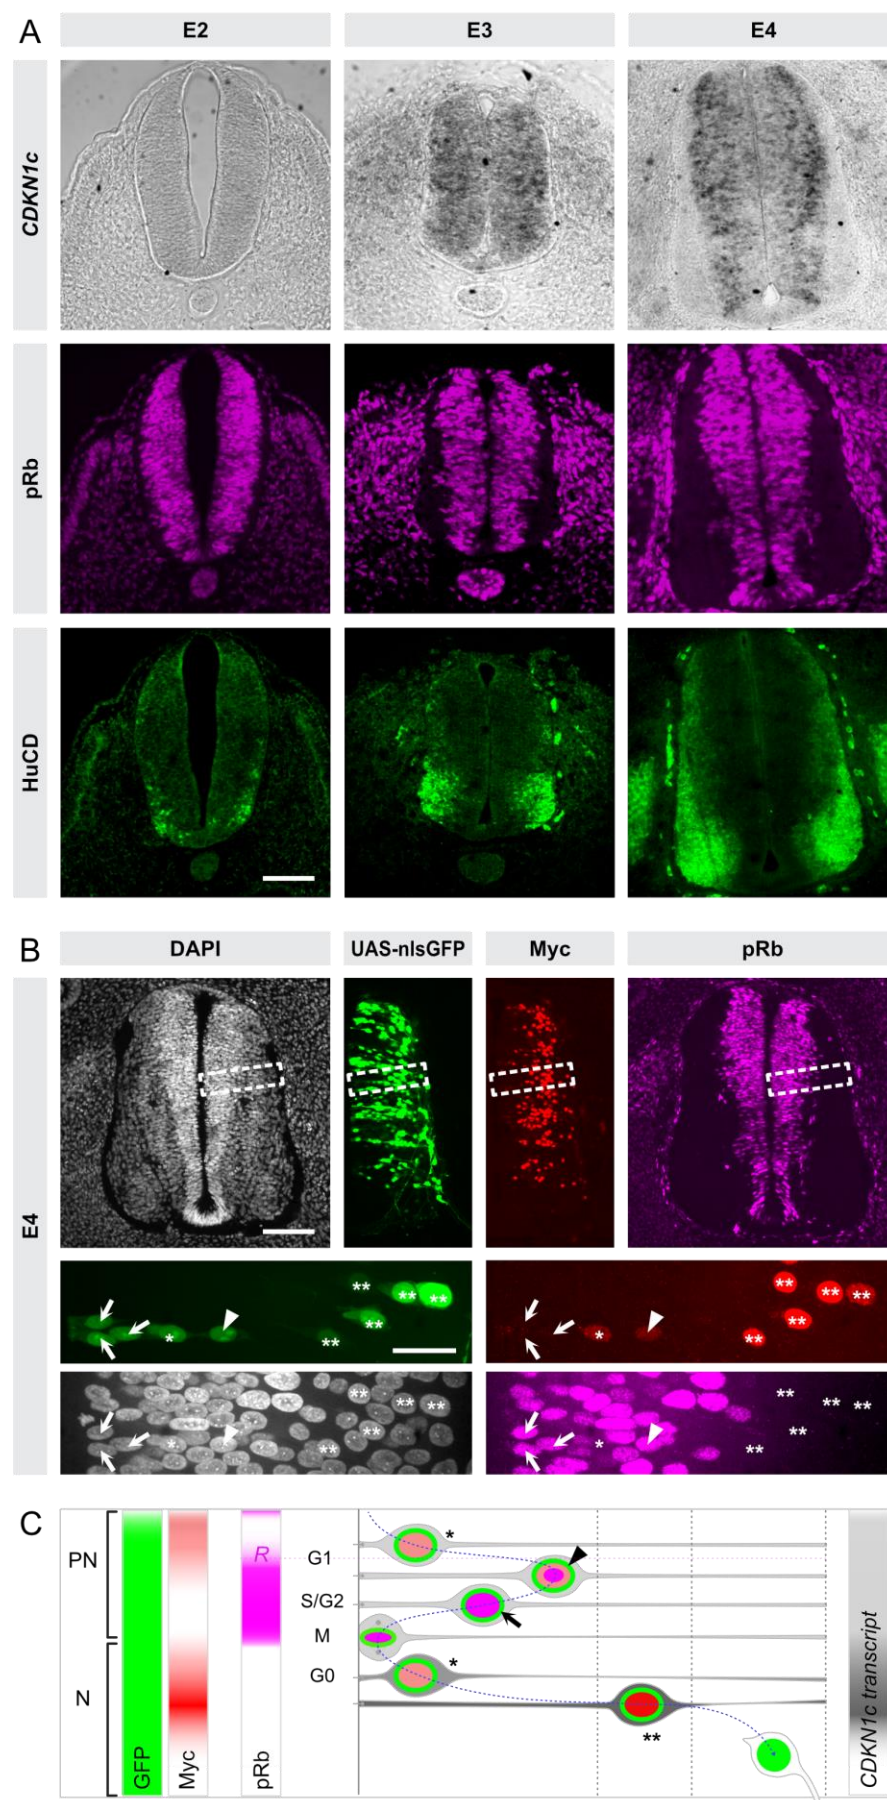 A
E2
E3
E4
CDKN1c
pRb
HuCD
B
DAPI
UAS-nlsGFP
Myc
pRb
E4
** ** **
* ** **
** ** **
* ** **
** ** **
* ** **
** ** **
* ** **
C
PN
N
GFP
Myc
pRb
R
G1
S/G2
M
G0
*
*
**
CDKN1c transcript